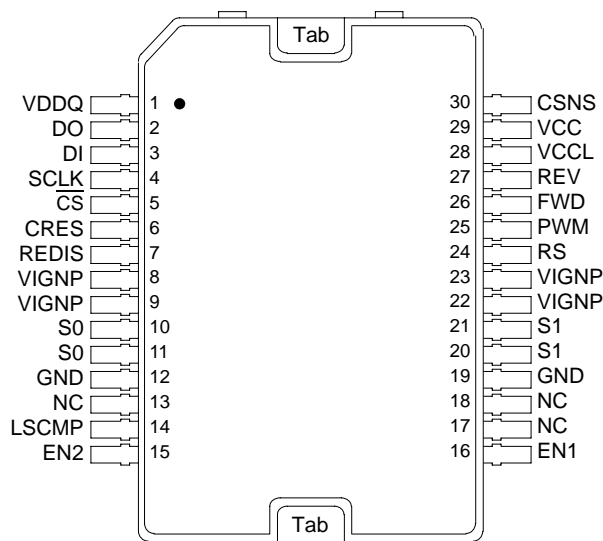 Tab
VDDQ 1 30 CSNS
DO 2 29 VCC
DI 3 28 VCCL
SCLK 4 27 REV
CS 5 26 FWD
CRES 6 25 PWM
REDIS 7 24 RS
VIGNP 8 23 VIGNP
VIGNP 9 22 VIGNP
S0 10 21 S1
S0 11 20 S1
GND 12 19 GND
NC 13 18 NC
LSCMP 14 17 NC
EN2 15 16 EN1
Tab